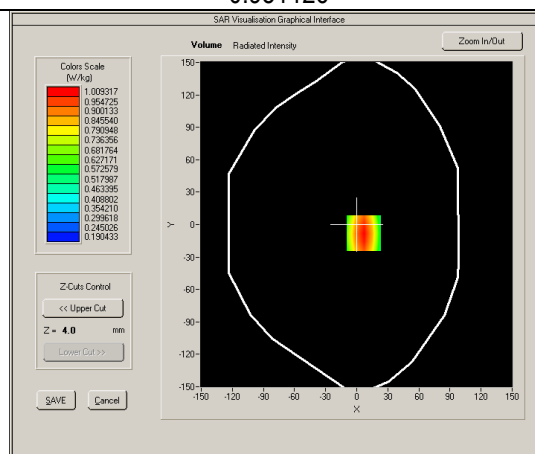 SAR Visualisation Graphical Interface
Volume Radiated Intensity
Zoom In/Out
Colors Scale
(W/kg)
1.009317
0.954725
0.900133
0.845540
0.790948
0.736356
0.681764
0.627171
0.572579
0.517987
0.463395
0.408802
0.354210
0.299618
0.245026
0.190433
Z-Cuts Control
<< Upper Cut
Z = 4.0 mm
Lower Cut >>
SAVE
Cancel
150
120
90
60
30
0
-30
-60
-90
-120
-150
Y
-150 -120 -90 -60 -30 0 30 60 90 120 150
X